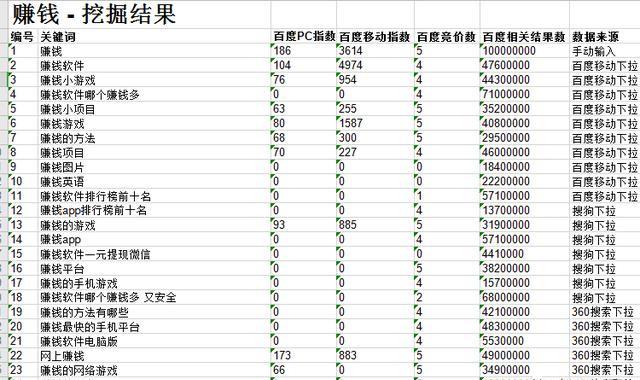 赚钱 - 挖掘结果
编号 关键词 百度PC指数 百度移动指数 百度竞价数 百度相关结果数 数据来源
1 赚钱 186 3614 5 100000000 手动输入
2 赚钱软件 104 4974 4 47600000 百度移动下拉
3 赚钱小游戏 76 954 4 44300000 百度移动下拉
4 赚钱软件哪个赚钱多 0 0 4 71000000 百度移动下拉
5 赚钱小项目 63 255 5 35200000 百度移动下拉
6 赚钱游戏 80 1587 4 40800000 百度移动下拉
7 赚钱的方法 68 300 5 29500000 百度移动下拉
8 赚钱项目 70 227 4 46000000 百度移动下拉
9 赚钱图片 0 0 0 18400000 百度移动下拉
10 赚钱英语 0 0 0 22200000 百度移动下拉
11 赚钱软件排行榜前十名 0 0 1 57100000 百度移动下拉
12 赚钱app排行榜前十名 0 0 4 13700000 搜狗下拉
13 赚钱的游戏 93 885 5 31900000 搜狗下拉
14 赚钱app 0 0 4 57100000 搜狗下拉
15 赚钱软件一元提现微信 0 0 0 4410000 搜狗下拉
16 赚钱平台 0 0 5 38200000 搜狗下拉
17 赚钱的手机游戏 0 0 4 15700000 搜狗下拉
18 赚钱软件哪个赚钱多 又安全 0 0 2 68000000 搜狗下拉
19 赚钱的方法有哪些 0 0 4 42100000 360搜索下拉
20 赚钱最快的手机平台 0 0 4 48300000 360搜索下拉
21 赚钱软件电脑版 0 0 4 5530000 360搜索下拉
22 网上赚钱 173 883 5 49000000 360搜索下拉
23 赚钱的网络游戏 66 0 5 34900000 360搜索下拉